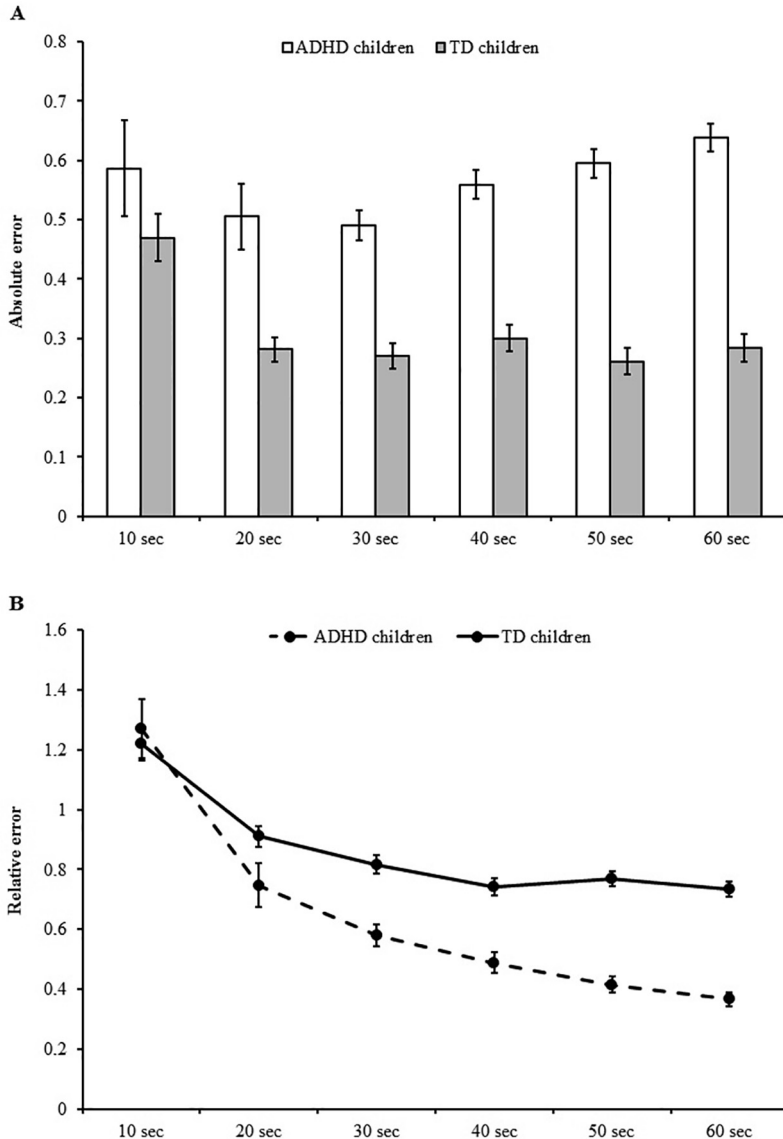 A
ADHD children TD children
0.8
0.7
0.6
0.5
0.4
0.3
0.2
0.1
0
Absolute error
10 sec 20 sec 30 sec 40 sec 50 sec 60 sec
B
ADHD children TD children
1.6
1.4
1.2
1
0.8
0.6
0.4
0.2
0
Relative error
10 sec 20 sec 30 sec 40 sec 50 sec 60 sec